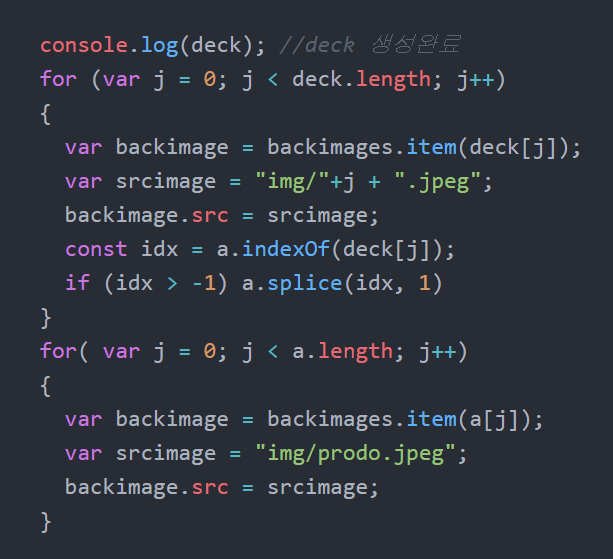 console.log(deck); //deck 생성완료
for (var j = 0; j < deck.length; j++)
{
  var backimage = backimages.item(deck[j]);
  var srcimage = "img/"+j + ".jpeg";
  backimage.src = srcimage;
  const idx = a.indexOf(deck[j]);
  if (idx > -1) a.splice(idx, 1)
}
for( var j = 0; j < a.length; j++)
{
  var backimage = backimages.item(a[j]);
  var srcimage = "img/prodo.jpeg";
  backimage.src = srcimage;
}